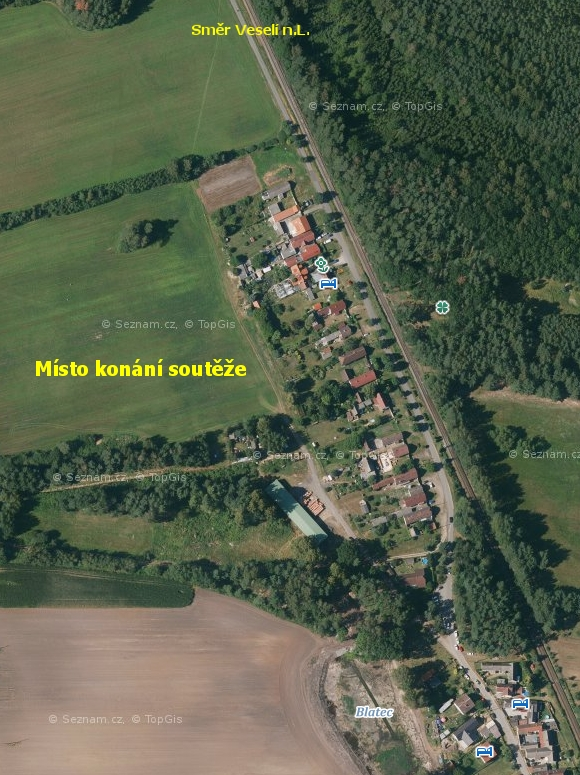 Směr Veselí n.L.
© Seznam.cz, © TopGis
© Seznam.cz, © TopGis
Místo konání soutěže
© Seznam.cz, © TopGis
© Seznam.cz
© Seznam.cz, © TopGis
Blatec
© Seznam.cz, © TopGis